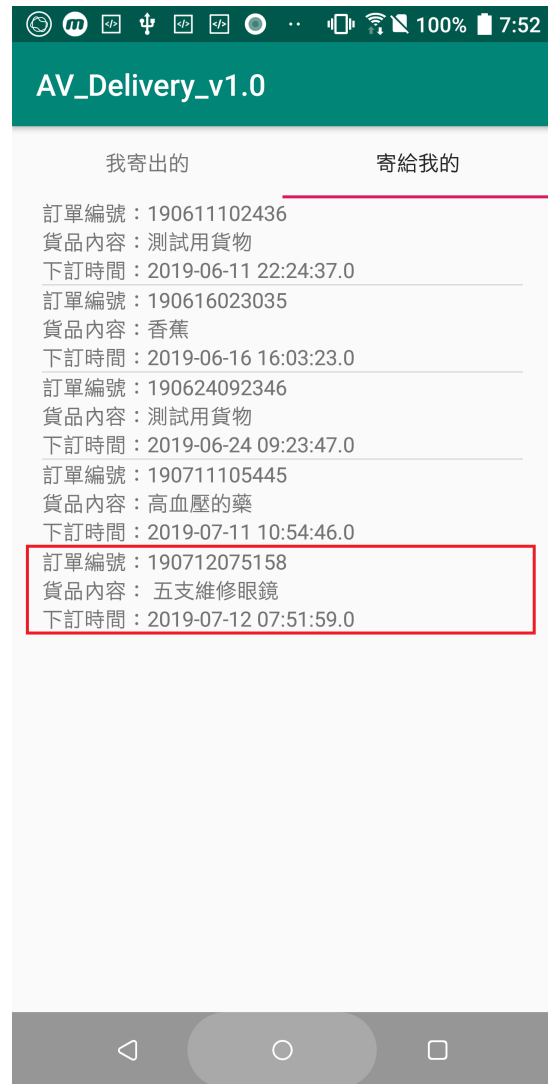 100% 7:52
AV_Delivery_v1.0
我寄出的 寄給我的
訂單編號：190611102436
貨品內容：測試用貨物
下訂時間：2019-06-11 22:24:37.0
訂單編號：190616023035
貨品內容：香蕉
下訂時間：2019-06-16 16:03:23.0
訂單編號：190624092346
貨品內容：測試用貨物
下訂時間：2019-06-24 09:23:47.0
訂單編號：190711105445
貨品內容：高血壓的藥
下訂時間：2019-07-11 10:54:46.0
訂單編號：190712075158
貨品內容： 五支維修眼鏡
下訂時間：2019-07-12 07:51:59.0